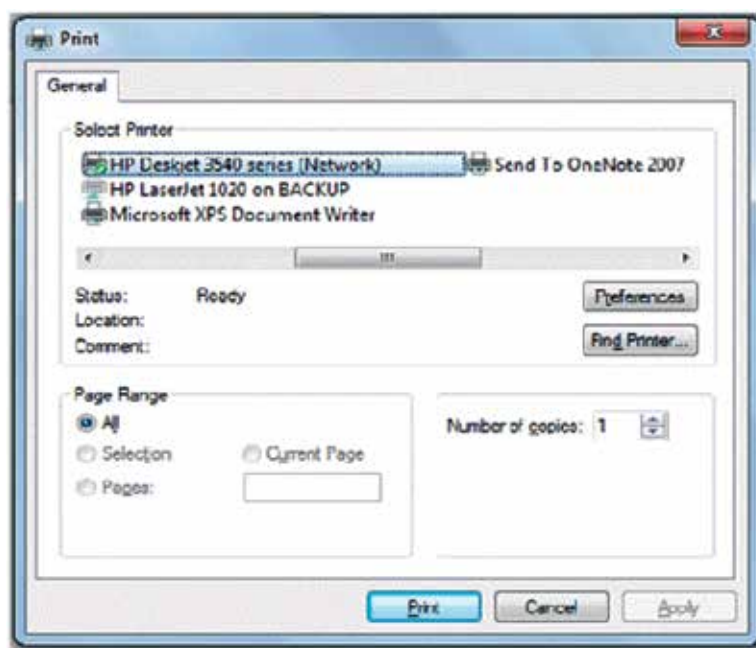 Print
General
Select Printer
HP Deskjet 3540 series (Network)
Send To OneNote 2007
HP LaserJet 1020 on BACKUP
Microsoft XPS Document Writer
Status: Ready
Location:
Comment:
Preferences
Find Printer...
Page Range
All
Selection
Current Page
Pages:
Number of copies: 1
Print
Cancel
Apply